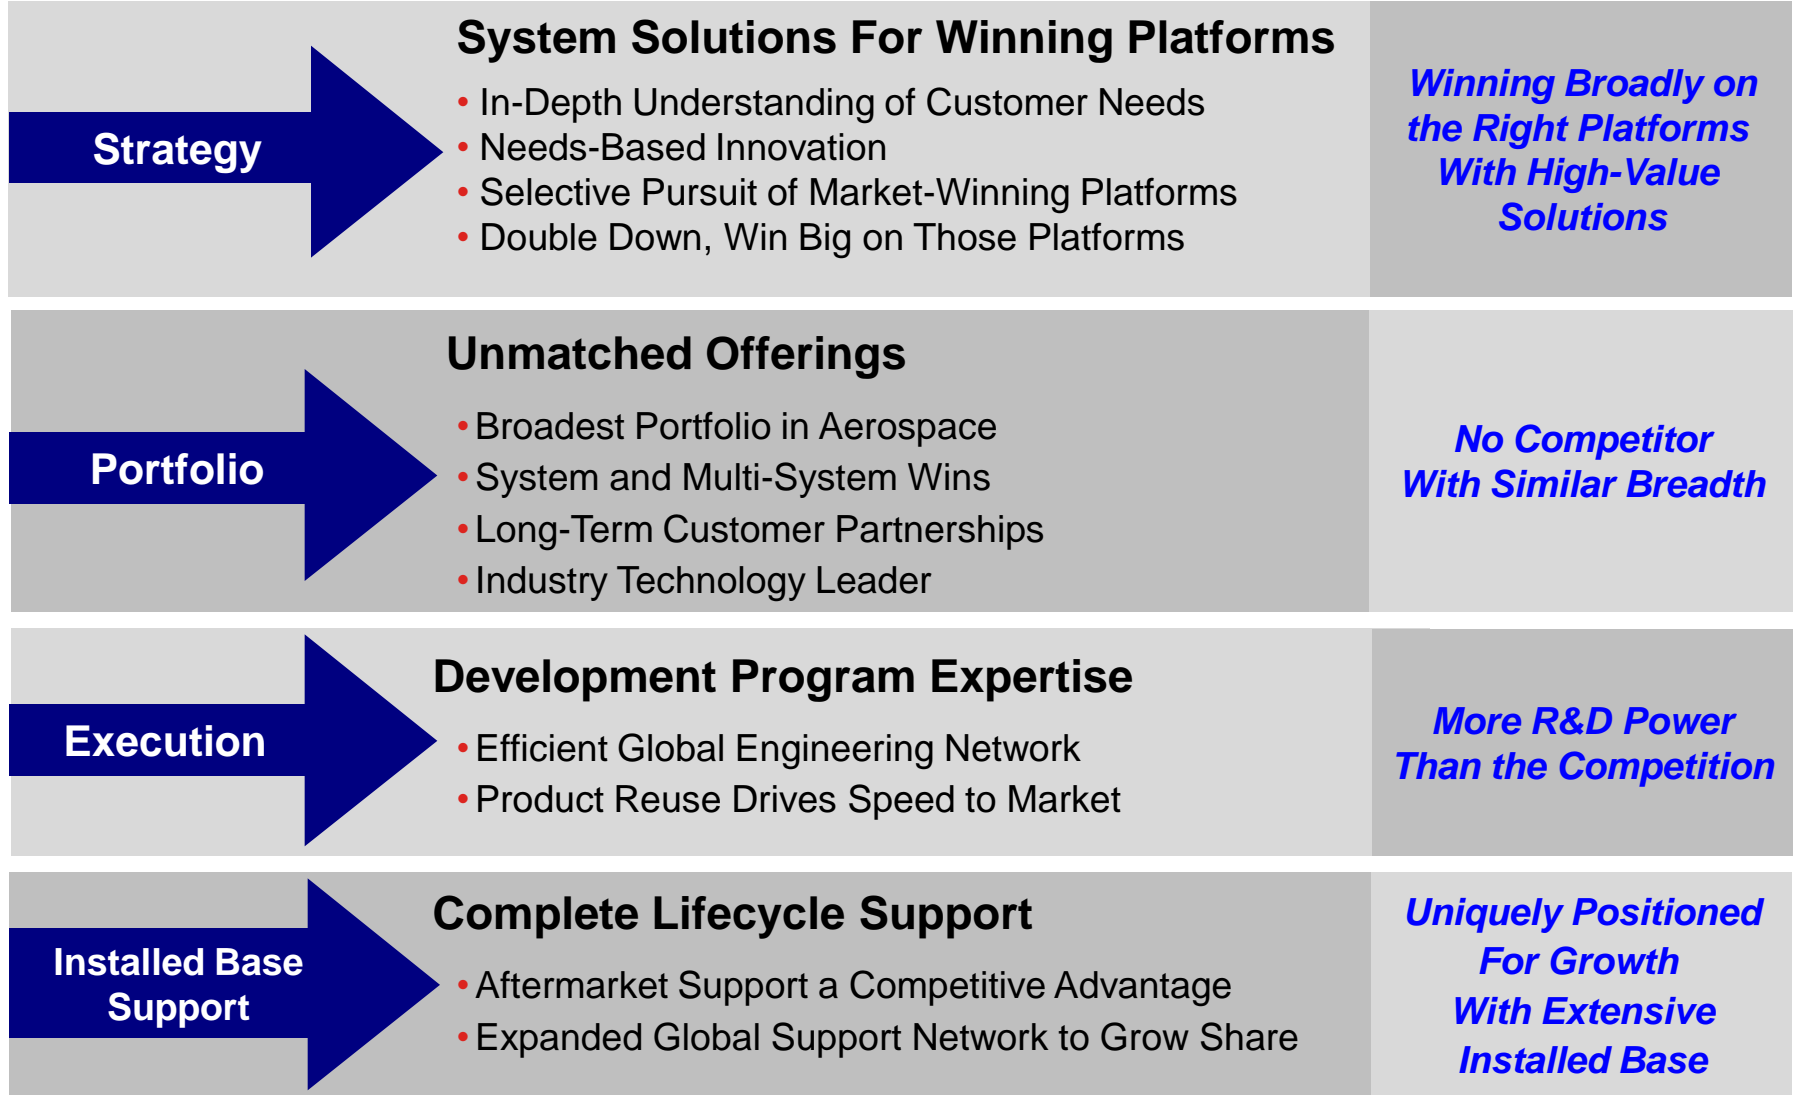 Strategy
System Solutions For Winning Platforms
• In-Depth Understanding of Customer Needs
• Needs-Based Innovation
• Selective Pursuit of Market-Winning Platforms
• Double Down, Win Big on Those Platforms
Winning Broadly on
the Right Platforms
With High-Value
Solutions
Portfolio
Unmatched Offerings
• Broadest Portfolio in Aerospace
• System and Multi-System Wins
• Long-Term Customer Partnerships
• Industry Technology Leader
No Competitor
With Similar Breadth
Execution
Development Program Expertise
• Efficient Global Engineering Network
• Product Reuse Drives Speed to Market
More R&D Power
Than the Competition
Installed Base
Support
Complete Lifecycle Support
• Aftermarket Support a Competitive Advantage
• Expanded Global Support Network to Grow Share
Uniquely Positioned
For Growth
With Extensive
Installed Base